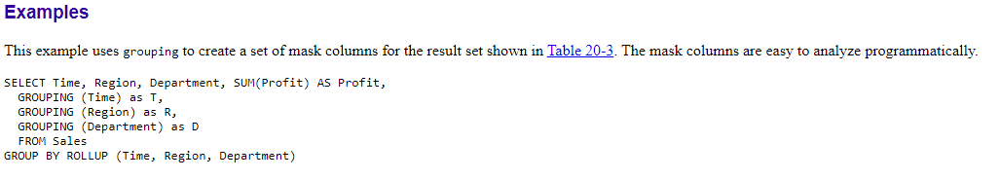 Examples
This example uses grouping to create a set of mask columns for the result set shown in Table 20-3. The mask columns are easy to analyze programmatically.
SELECT Time, Region, Department, SUM(Profit) AS Profit,
  GROUPING (Time) as T,
  GROUPING (Region) as R,
  GROUPING (Department) as D
  FROM Sales
GROUP BY ROLLUP (Time, Region, Department)